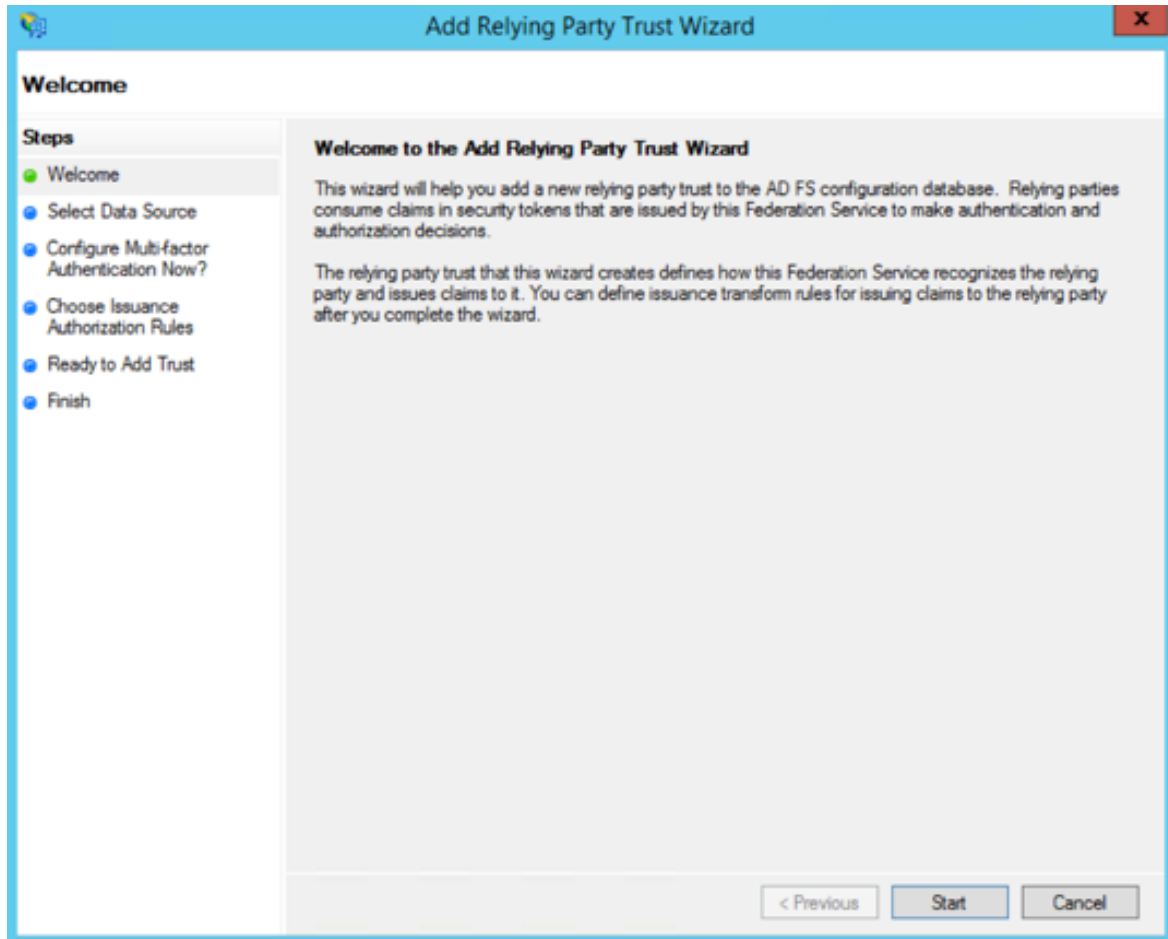 Add Relying Party Trust Wizard
x
Welcome
Steps
Welcome
Select Data Source
Configure Multi-factor
Authentication Now?
Choose Issuance
Authorization Rules
Ready to Add Trust
Finish
Welcome to the Add Relying Party Trust Wizard
This wizard will help you add a new relying party trust to the AD FS configuration database. Relying parties
consume claims in security tokens that are issued by this Federation Service to make authentication and
authorization decisions.
The relying party trust that this wizard creates defines how this Federation Service recognizes the relying
party and issues claims to it. You can define issuance transform rules for issuing claims to the relying party
after you complete the wizard.
< Previous
Start
Cancel